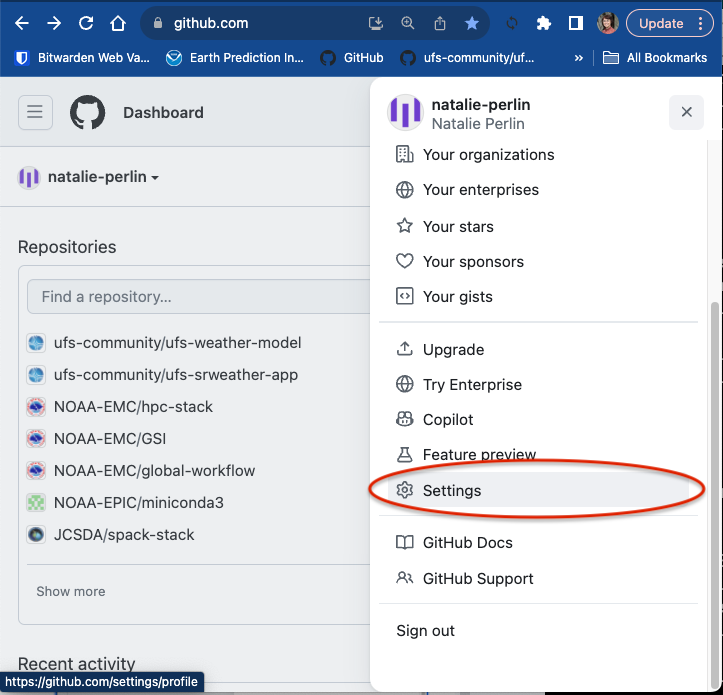 github.com
Update
Bitwarden Web Va...
Earth Prediction In...
GitHub
ufs-community/uf...
»
All Bookmarks
Dashboard
natalie-perlin
Repositories
Find a repository...
ufs-community/ufs-weather-model
ufs-community/ufs-srweather-app
NOAA-EMC/hpc-stack
NOAA-EMC/GSI
NOAA-EMC/global-workflow
NOAA-EPIC/miniconda3
JCSDA/spack-stack
Show more
Recent activity
https://github.com/settings/profile
natalie-perlin
Natalie Perlin
Your organizations
Your enterprises
Your stars
Your sponsors
Your gists
Upgrade
Try Enterprise
Copilot
Feature preview
Settings
GitHub Docs
GitHub Support
Sign out